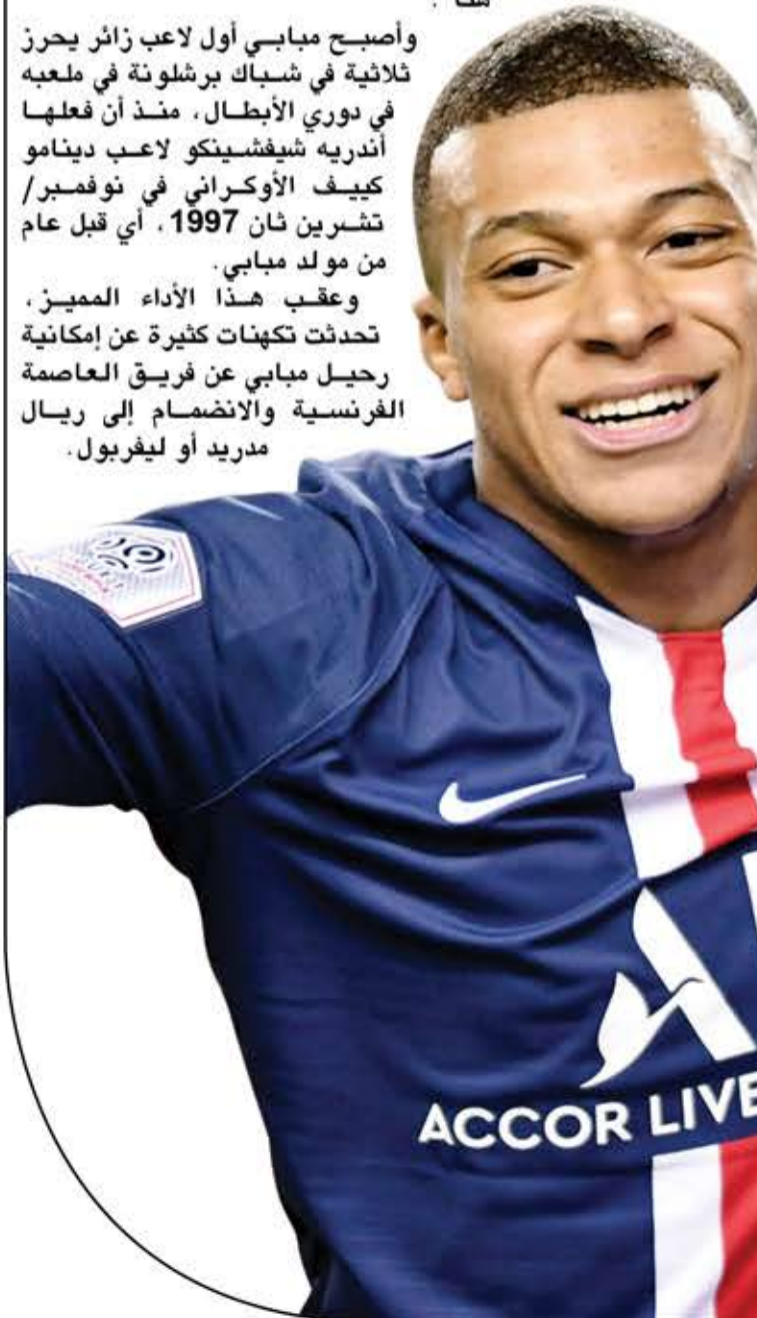 وأصبح مبابي أول لاعب زائر يحرز
ثلاثية في شباك برشلونة في ملعبه
في دوري الأبطال، منذ أن فعلها
أندريه شيفشينكو لاعب دينامو
كييف الأوكراني في نوفمبر/
تشرين ثان 1997، أي قبل عام
من مولد مبابي.
وعقب هذا الأداء المميز،
تحدثت تكهنات كثيرة عن إمكانية
رحيل مبابي عن فريق العاصمة
الفرنسية والانضمام إلى ريال
مدريد أو ليفربول.
ACCOR LIVE